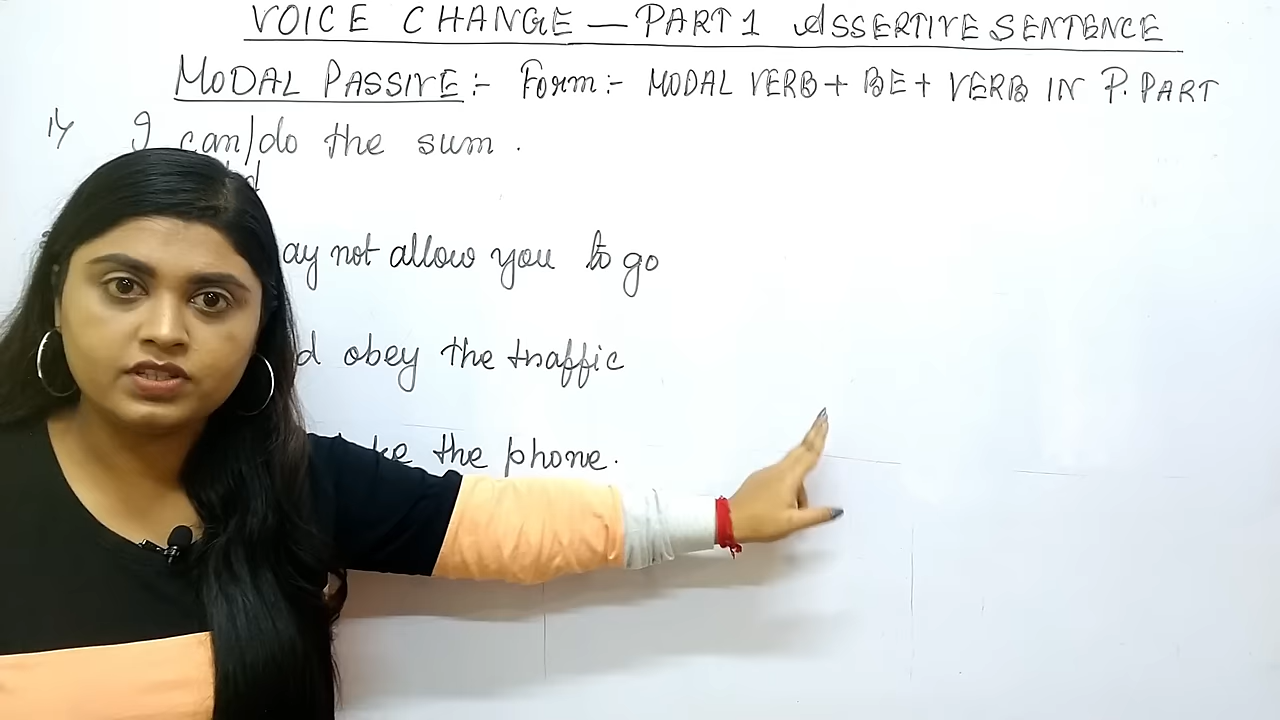 VOICE CHANGE — PART 1 ASSERTIVE SENTENCE
MODAL PASSIVE:- Form:- MODAL VERB + BE + VERB IN P. PART
1) I can/do the sum.
not allow you to go
obey the traffic
the phone.